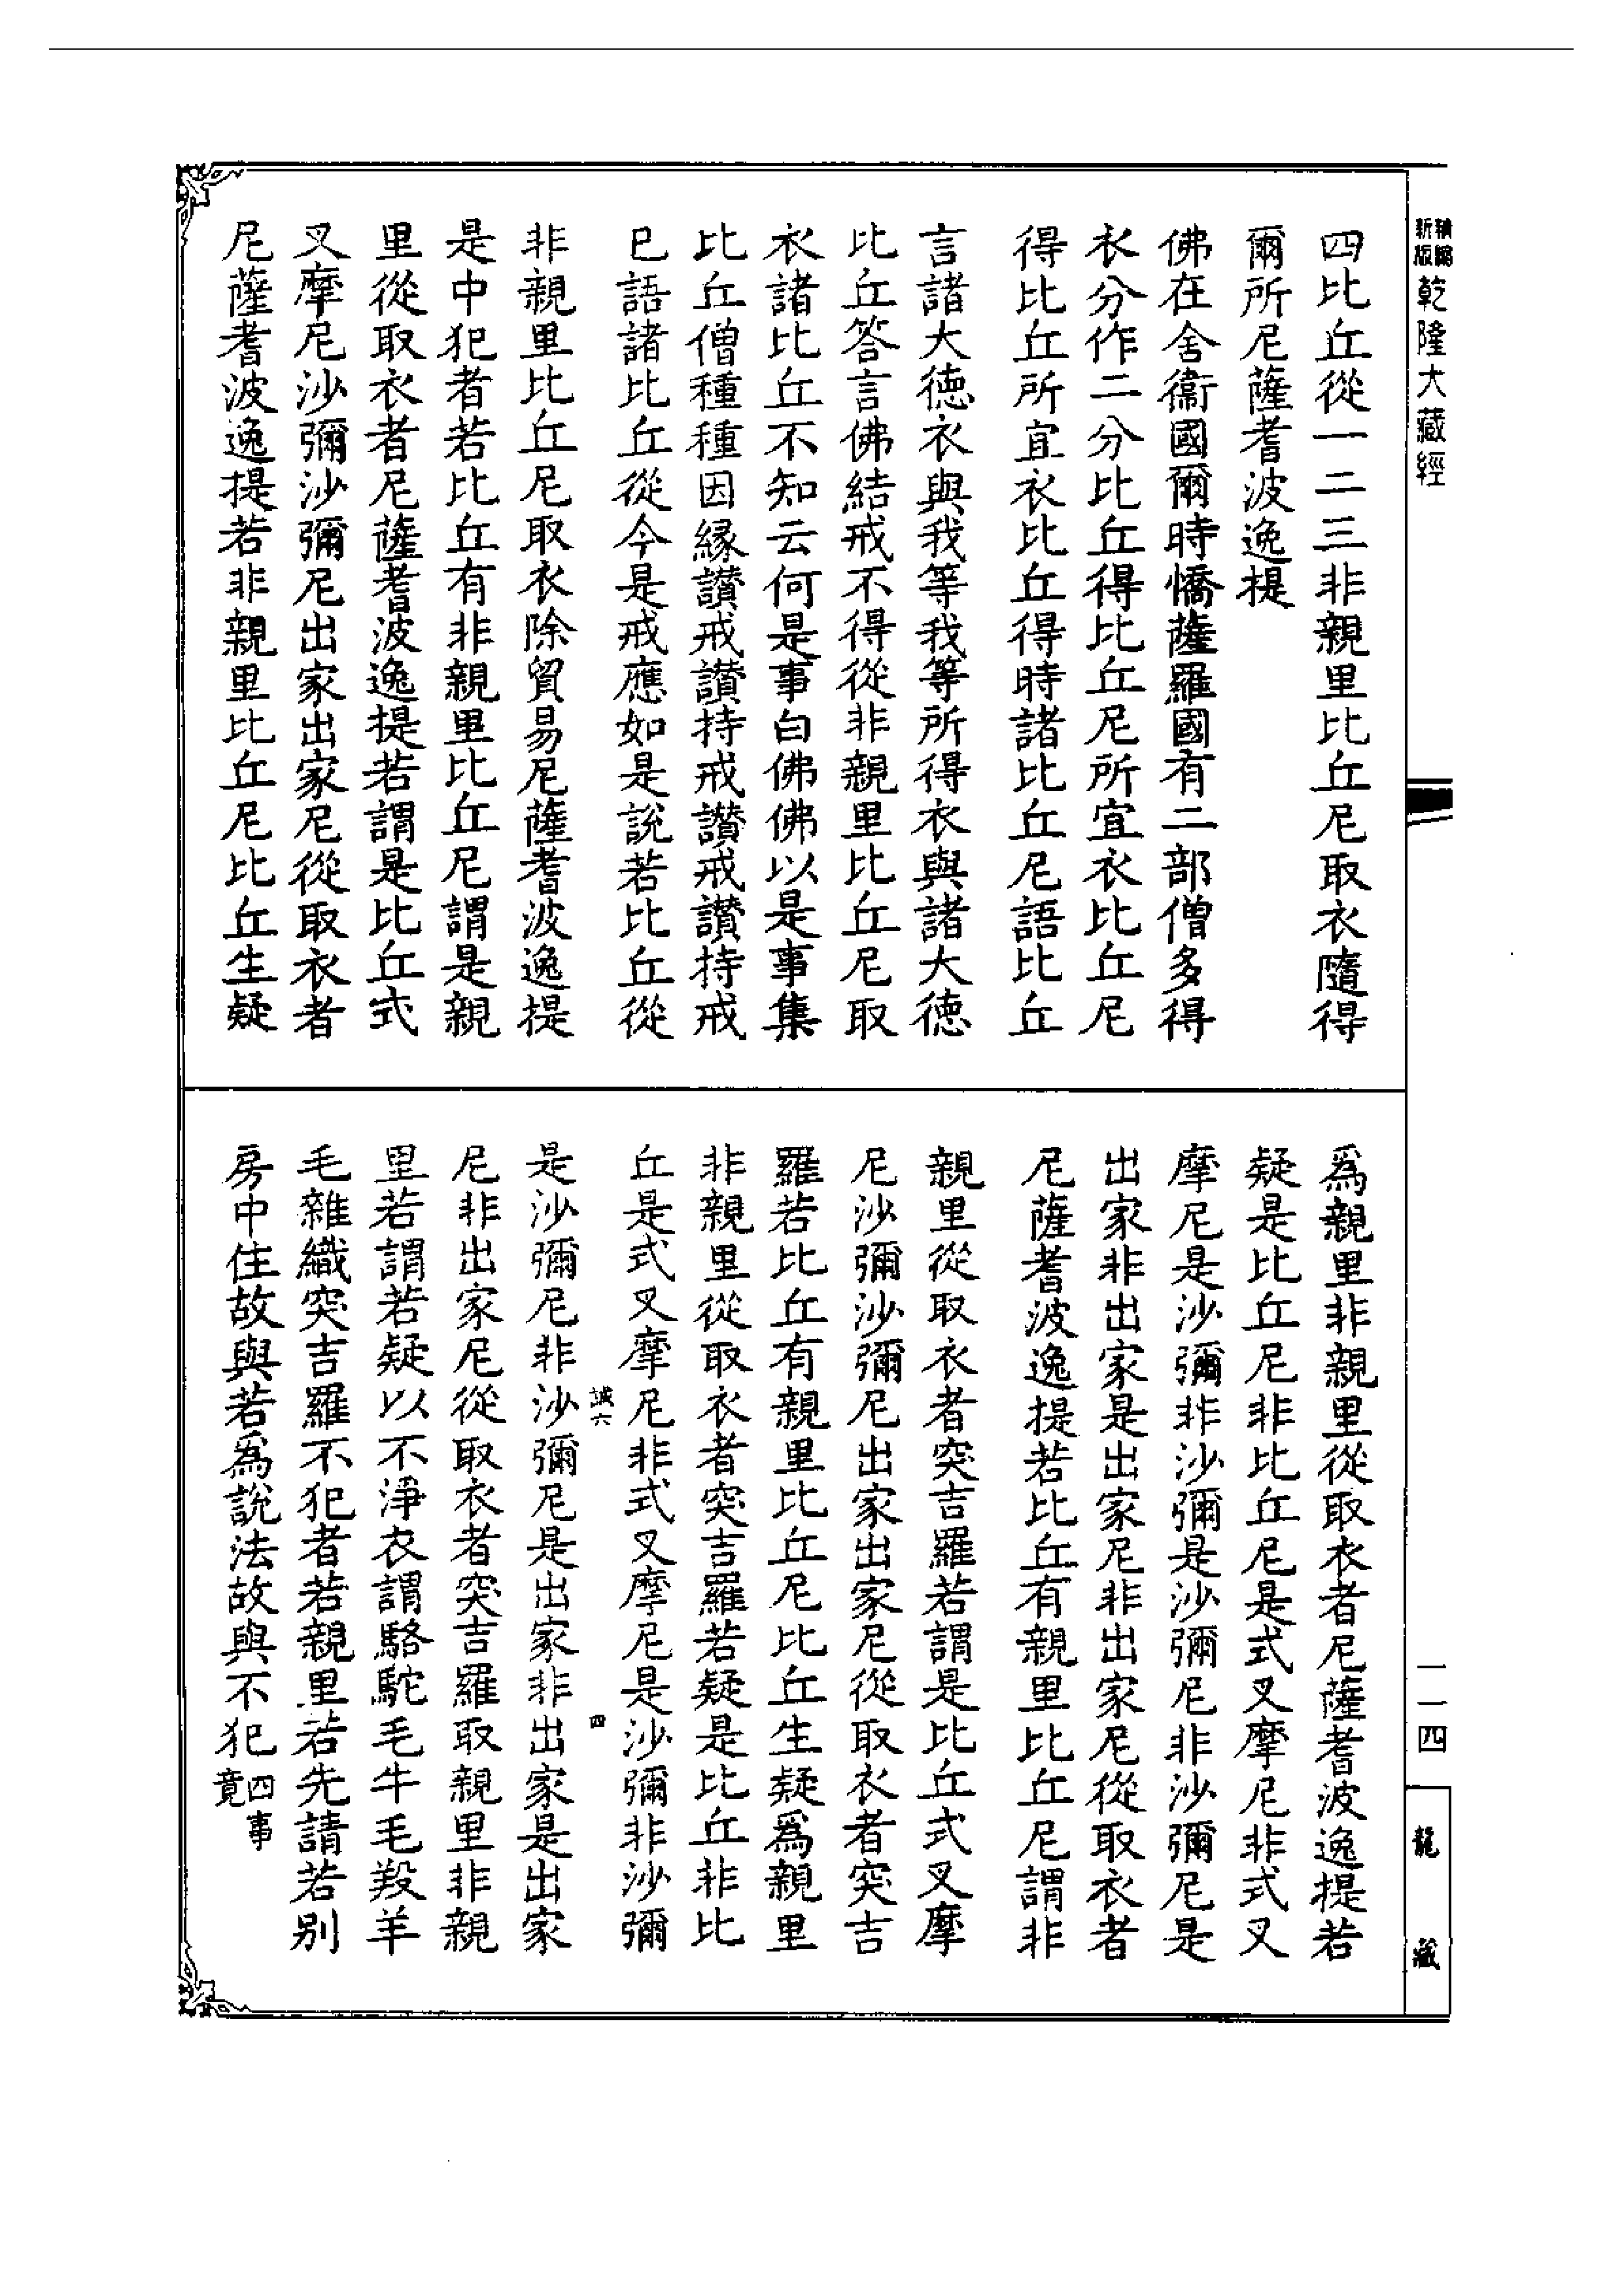 新版
乾隆大藏經
四比丘從一二三非親里比丘尼取衣隨得
爾所尼薩耆波逸提
佛在舍衞國爾時憍薩羅國有二部僧多得
衣分作二分比丘得比丘尼所宜衣比丘尼
得比丘所宜衣比丘得時諸比丘尼語比丘
言諸大德衣與我等我等所得衣與諸大德
比丘答言佛結戒不得從非親里比丘尼取
衣諸比丘不知云何是事白佛佛以是事集
比丘僧種種因緣讚戒讚持戒讚戒讚持戒
已語諸比丘從今是戒應如是說若比丘從
非親里比丘尼取衣除貿易尼薩耆波逸提
是中犯者若比丘有非親里比丘尼謂是親
里從取衣者尼薩耆波逸提若謂是比丘式
叉摩尼沙彌沙彌尼出家出家尼從取衣者
尼薩耆波逸提若非親里比丘尼比丘生疑
爲親里非親里從取衣者尼薩耆波逸提若
疑是比丘尼非比丘尼是式叉摩尼非式叉
摩尼是沙彌非沙彌是沙彌尼非沙彌尼是
出家非出家是出家尼非出家尼從取衣者
尼薩耆波逸提若比丘有親里比丘尼謂非
親里從取衣者突吉羅若謂是比丘式叉摩
尼沙彌沙彌尼出家出家尼從取衣者突吉
羅若比丘有親里比丘尼比丘生疑爲親里
非親里從取衣者突吉羅若疑是比丘非比
丘是式叉摩尼非式叉摩尼是沙彌非沙彌
誠六 四
是沙彌尼非沙彌尼是出家非出家是出家
尼非出家尼從取衣者突吉羅取親里非親
里若謂若疑以不淨衣謂駱駝毛牛毛羖羊
毛雜織突吉羅不犯者若親里若先請若別
房中住故與若爲說法故與不犯四事竟
一一四
龍藏